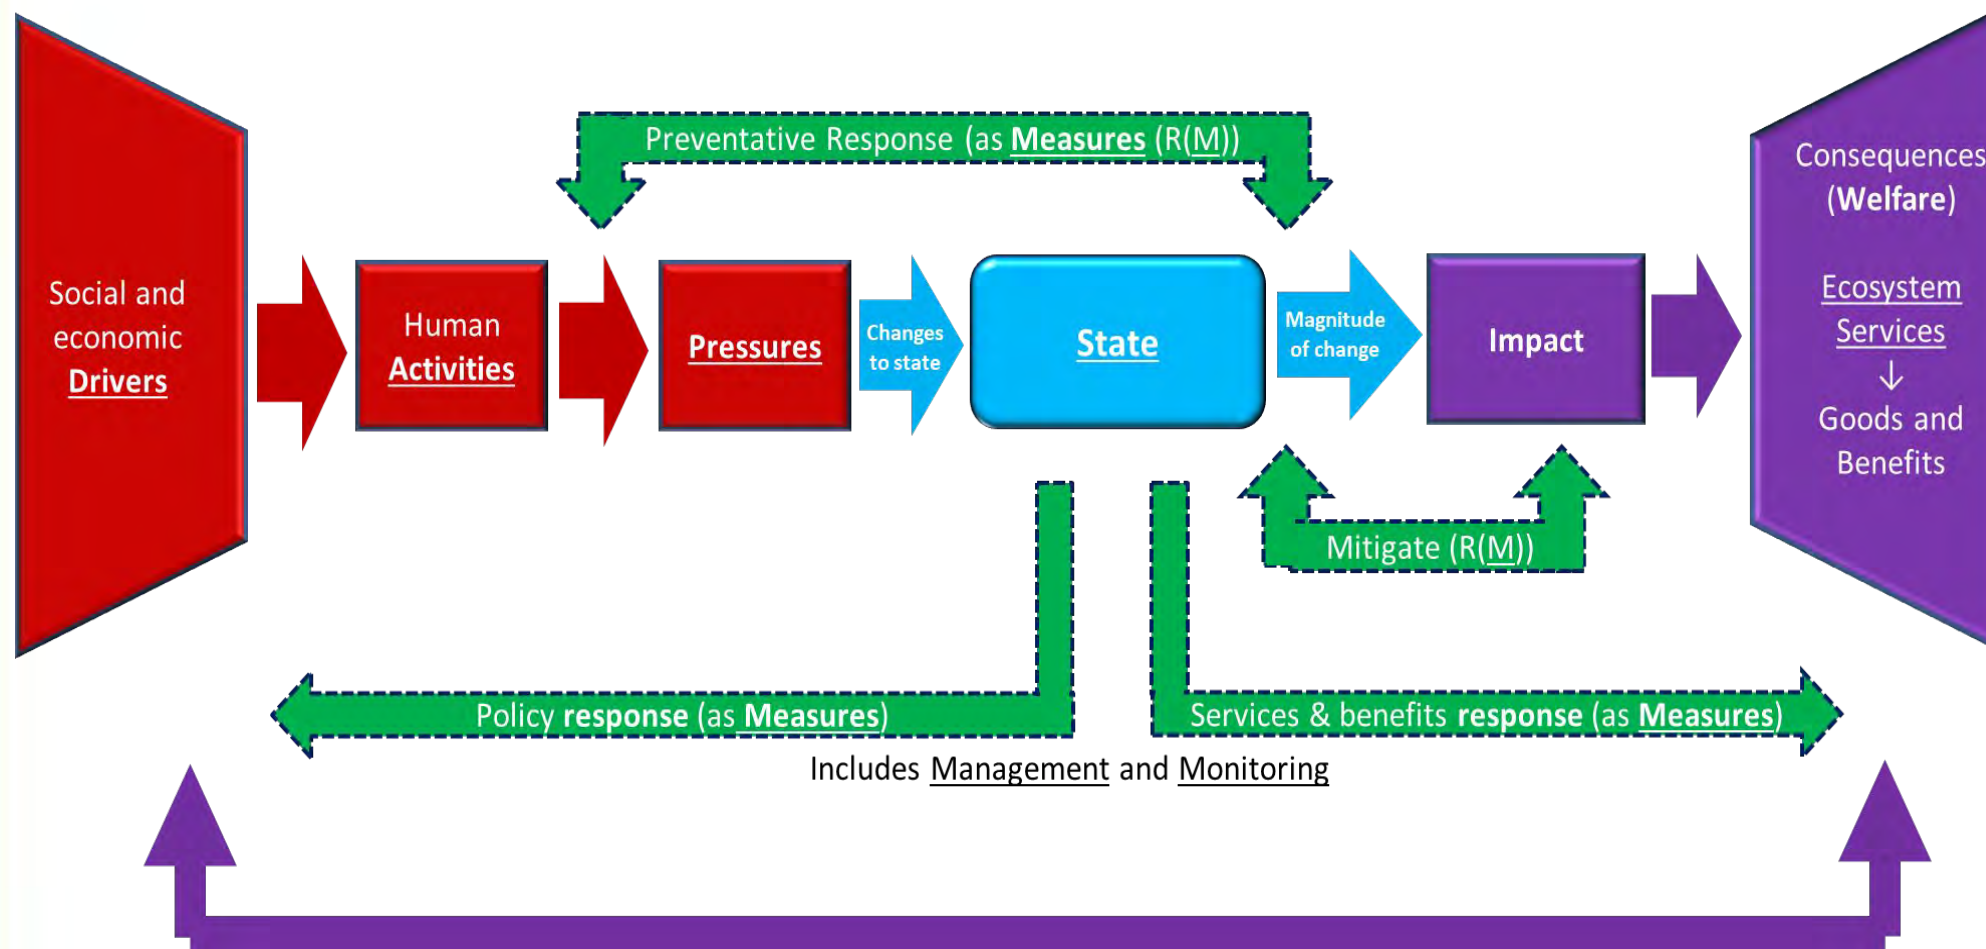 Preventative Response (as Measures (R(M))
Social and
economic
Drivers
Human
Activities
Pressures
Changes
to state
State
Magnitude
of change
Impact
Consequences
(Welfare)
Ecosystem
Services
↓
Goods and
Benefits
Mitigate (R(M))
Policy response (as Measures)
Services & benefits response (as Measures)
Includes Management and Monitoring